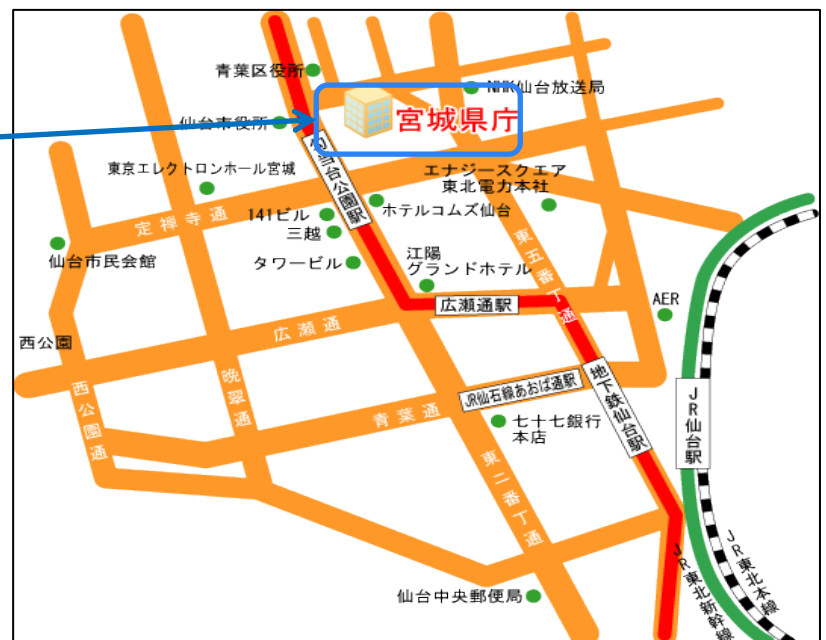 青葉区役所
NHK仙台放送局
仙台市役所
宮城県庁
勾当台公園駅
東京エレクトロンホール宮城
エナジースクエア
東北電力本社
141ビル
ホテルコムズ仙台
定禅寺通
三越
仙台市民会館
タワービル
江陽
グランドホテル
東五番丁通
広瀬通駅
AER
広瀬通
西公園
西公園通
晩翠通
JR仙石線あおば通駅
地下鉄仙台駅
JR仙台駅
青葉通
七十七銀行
本店
東二番丁通
仙台中央郵便局
JR東北新幹線
JR東北本線